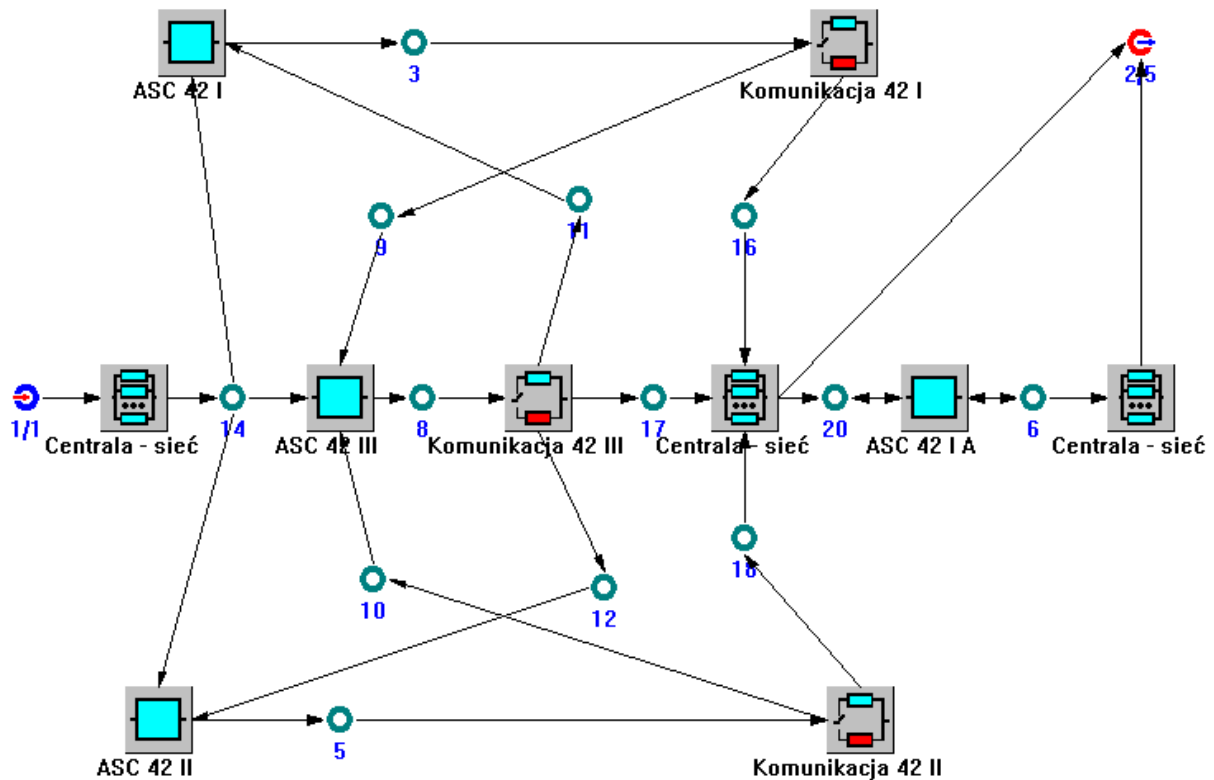 3
ASC 42 I
Komunikacja 42 I
2/5
9
11
16
1/1
Centrala - sieć
14
ASC 42 III
8
Komunikacja 42 III
17
Centrala - sieć
20
ASC 42 I A
6
Centrala - sieć
18
10
12
5
ASC 42 II
Komunikacja 42 II